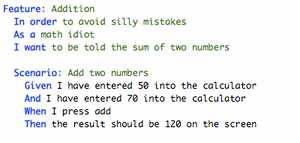 Feature: Addition
In order to avoid silly mistakes
As a math idiot
I want to be told the sum of two numbers
Scenario: Add two numbers
Given I have entered 50 into the calculator
And I have entered 70 into the calculator
When I press add
Then the result should be 120 on the screen